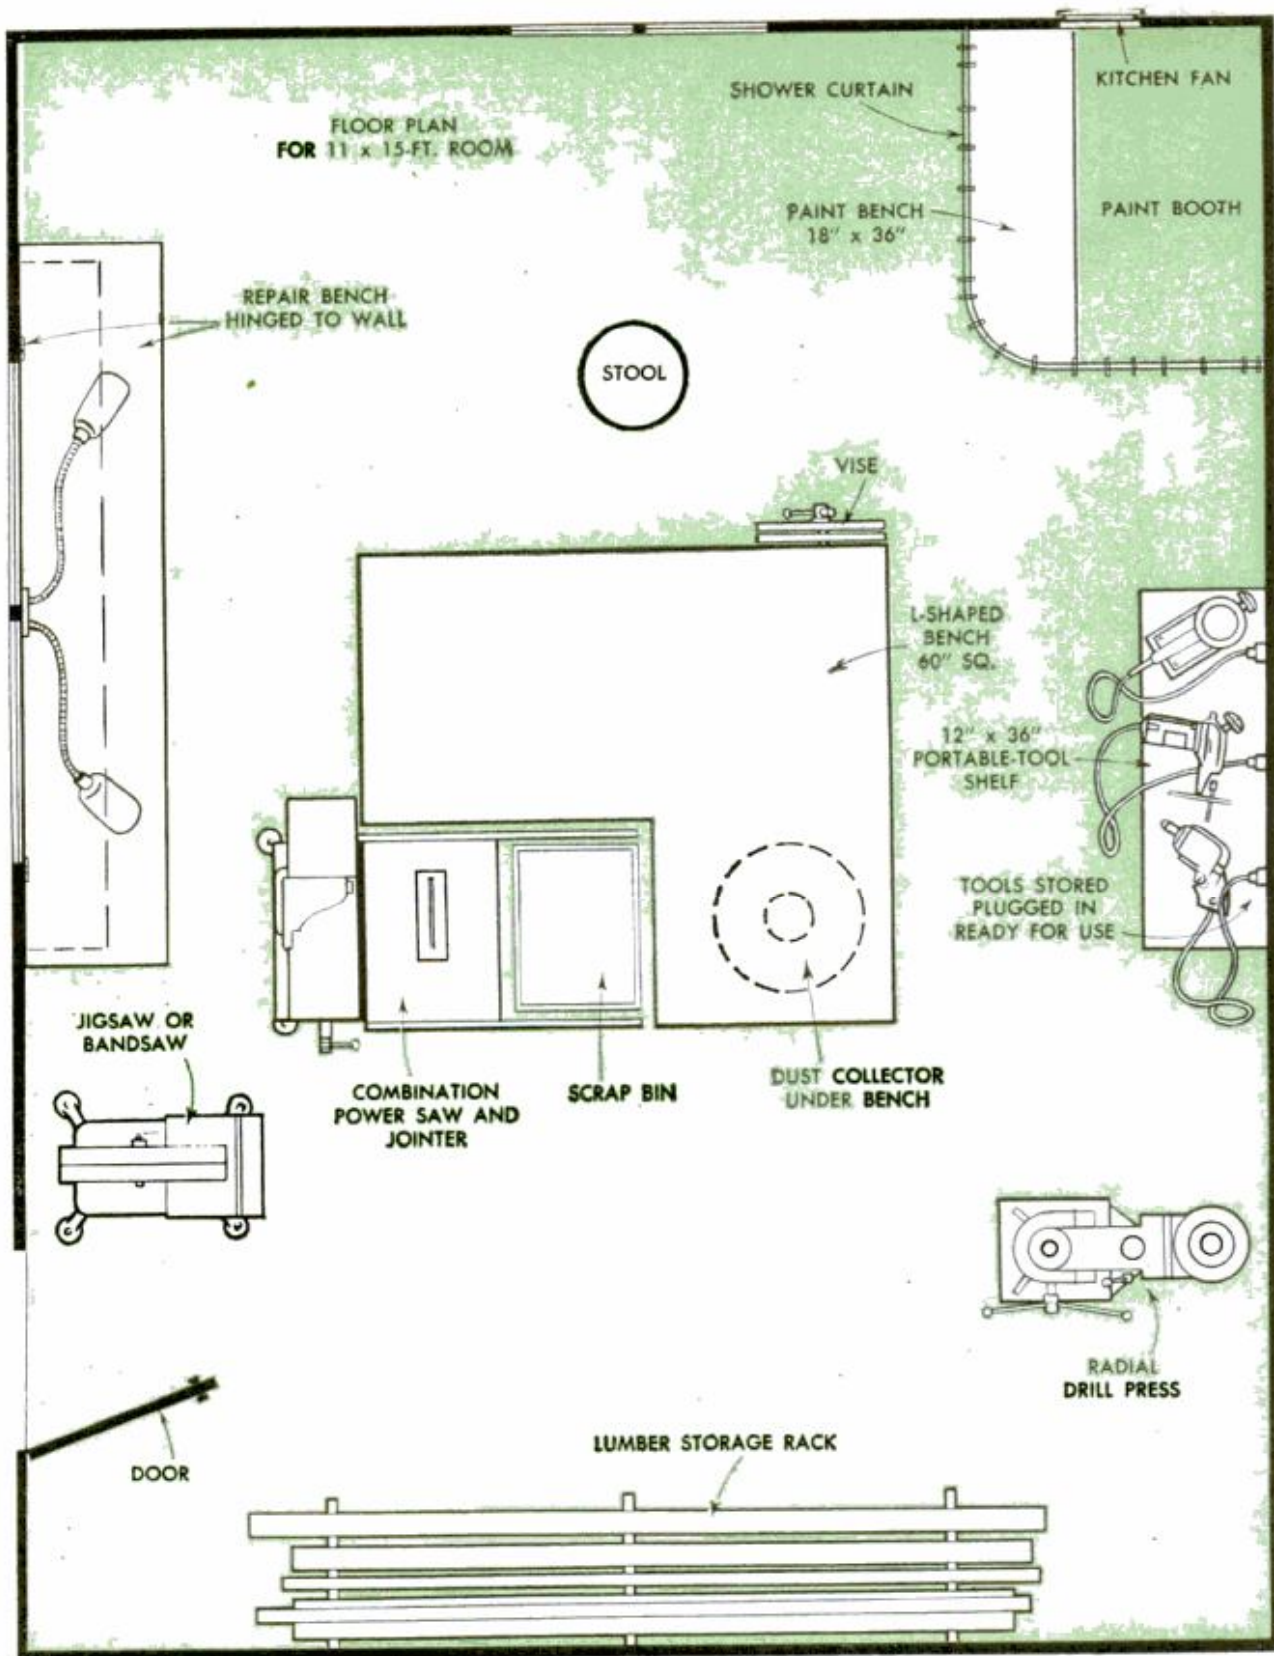 KITCHEN FAN
SHOWER CURTAIN
FLOOR PLAN
FOR 11 x 15-FT. ROOM
PAINT BENCH
18" x 36"
PAINT BOOTH
REPAIR BENCH
HINGED TO WALL
STOOL
VISE
L-SHAPED
BENCH
60" SQ.
12" x 36"
PORTABLE-TOOL
SHELF
TOOLS STORED
PLUGGED IN
READY FOR USE
JIGSAW OR
BANDSAW
COMBINATION
POWER SAW AND
JOINTER
SCRAP BIN
DUST COLLECTOR
UNDER BENCH
RADIAL
DRILL PRESS
LUMBER STORAGE RACK
DOOR